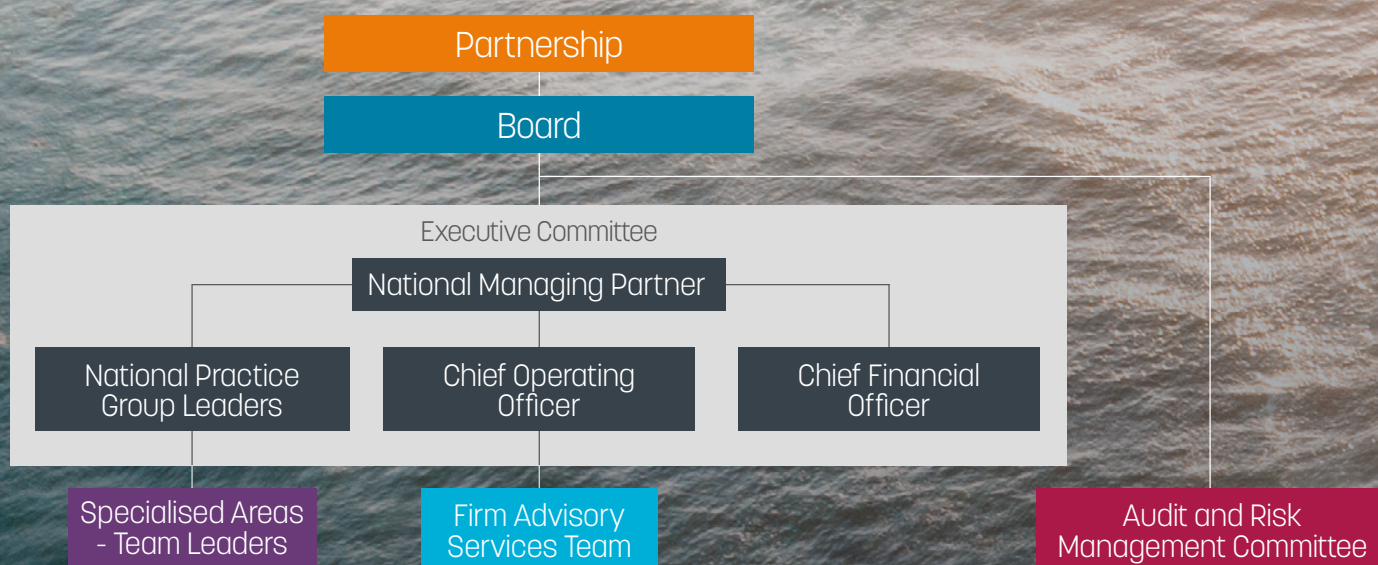 Partnership
Board
Executive Committee
National Managing Partner
National Practice
Group Leaders
Chief Operating
Officer
Chief Financial
Officer
Specialised Areas
- Team Leaders
Firm Advisory
Services Team
Audit and Risk
Management Committee